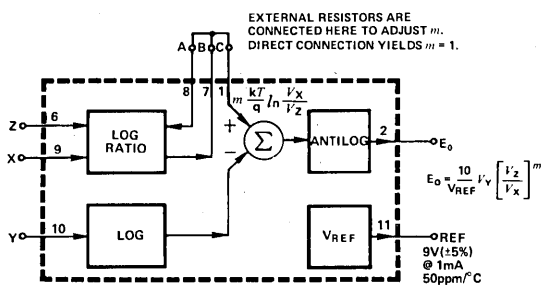 EXTERNAL RESISTORS ARE
CONNECTED HERE TO ADJUST m.
DIRECT CONNECTION YIELDS m = 1.
A B C
8 7 1
m kT/q ln VX/VZ
Z 6
X 9
LOG
RATIO
+
−
Σ
ANTILOG
2
Eo
Eo = 10/VREF VY [VZ/VX]^m
Y 10
LOG
VREF
11
REF
9V(±5%)
@ 1mA
50ppm/°C